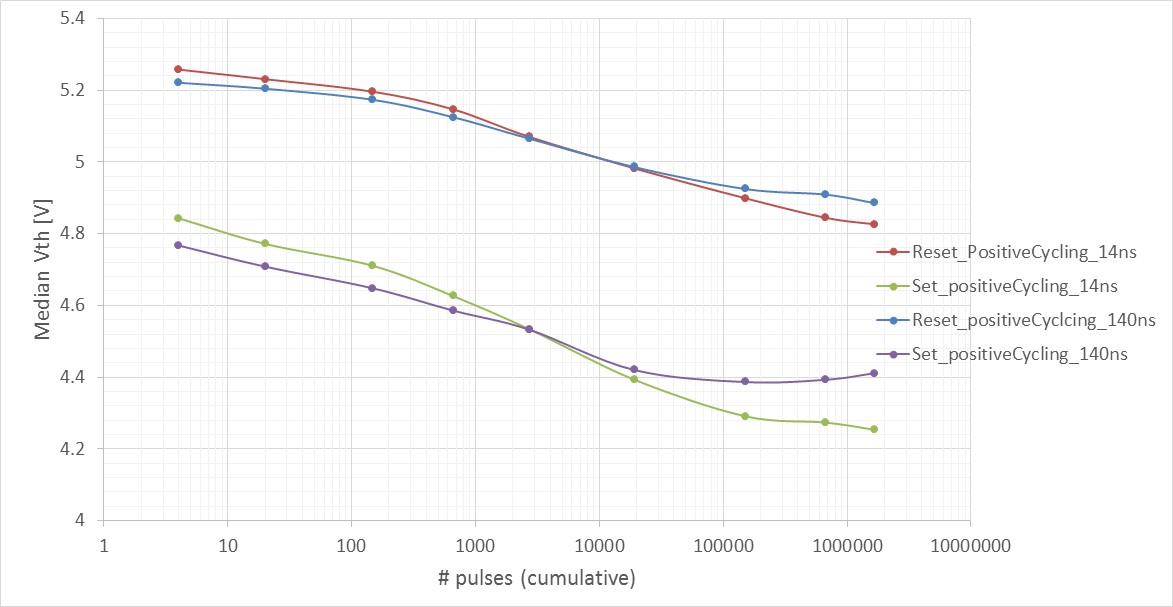 5.4
5.2
5
4.8
4.6
4.4
4.2
4
Median Vth [V]
1 10 100 1000 10000 100000 1000000 10000000
# pulses (cumulative)
Reset_PositiveCycling_14ns
Set_positiveCycling_14ns
Reset_positiveCyclcing_140ns
Set_positiveCycling_140ns